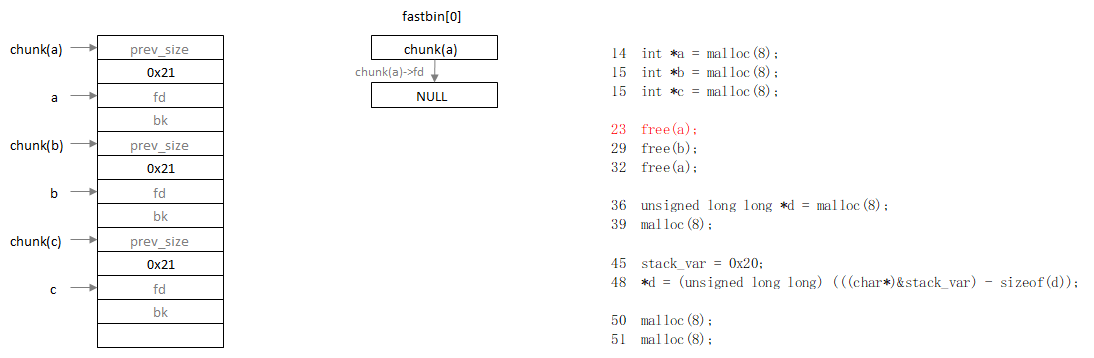 chunk(a)
prev_size
0x21
a
fd
bk
chunk(b)
prev_size
0x21
b
fd
bk
chunk(c)
prev_size
0x21
c
fd
bk
fastbin[0]
chunk(a)
chunk(a)->fd
NULL
14 int *a = malloc(8);
15 int *b = malloc(8);
15 int *c = malloc(8);
23 free(a);
29 free(b);
32 free(a);
36 unsigned long long *d = malloc(8);
39 malloc(8);
45 stack_var = 0x20;
48 *d = (unsigned long long) (((char*)&stack_var) - sizeof(d));
50 malloc(8);
51 malloc(8);